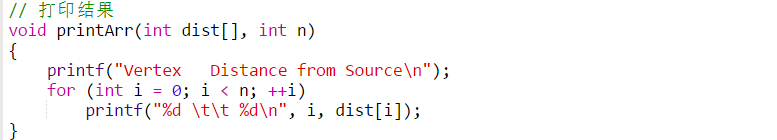 // 打印结果
void printArr(int dist[], int n)
{
    printf("Vertex   Distance from Source\n");
    for (int i = 0; i < n; ++i)
        printf("%d \t\t %d\n", i, dist[i]);
}